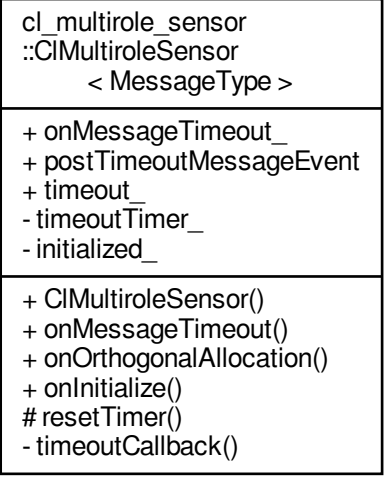 cl_multirole_sensor
::ClMultiroleSensor
< MessageType >
+ onMessageTimeout_
+ postTimeoutMessageEvent
+ timeout_
- timeoutTimer_
- initialized_
+ ClMultiroleSensor()
+ onMessageTimeout()
+ onOrthogonalAllocation()
+ onInitialize()
# resetTimer()
- timeoutCallback()